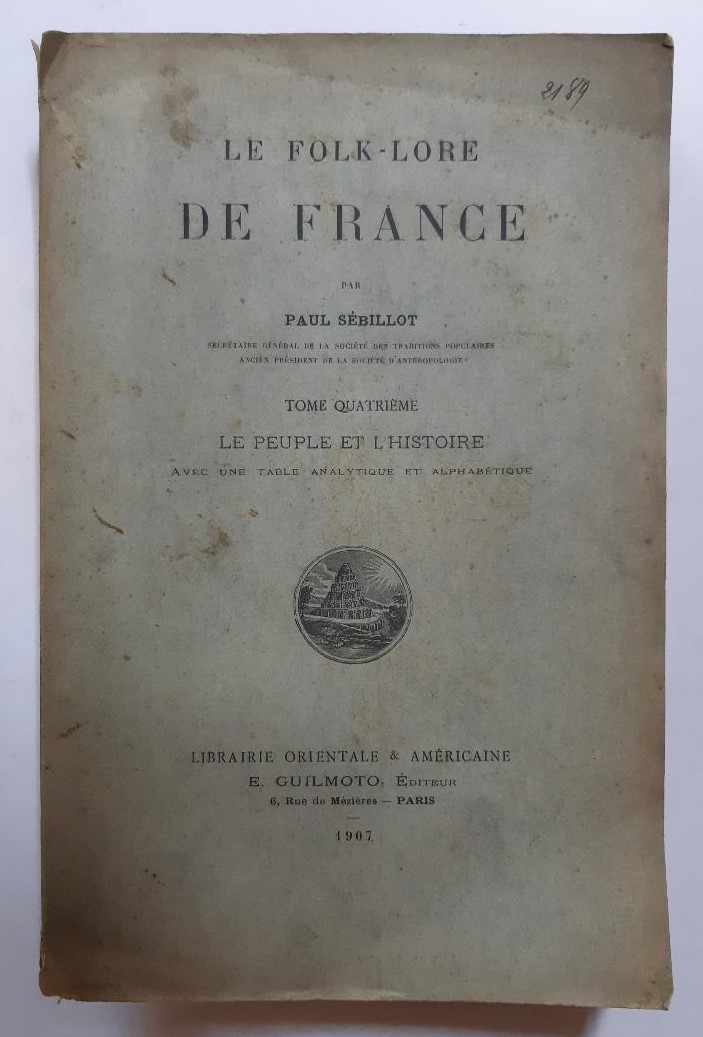 2189
LE FOLK-LORE
DE FRANCE
PAR
PAUL SÉBILLOT
SECRÉTAIRE GÉNÉRAL DE LA SOCIÉTÉ DES TRADITIONS POPULAIRES
ANCIEN PRÉSIDENT DE LA SOCIÉTÉ D'ANTHROPOLOGIE
TOME QUATRIÈME
LE PEUPLE ET L'HISTOIRE
AVEC UNE TABLE ANALYTIQUE ET ALPHABÉTIQUE
LIBRAIRIE ORIENTALE & AMÉRICAINE
E. GUILMOTO, ÉDITEUR
6, Rue de Mézières — PARIS
1907